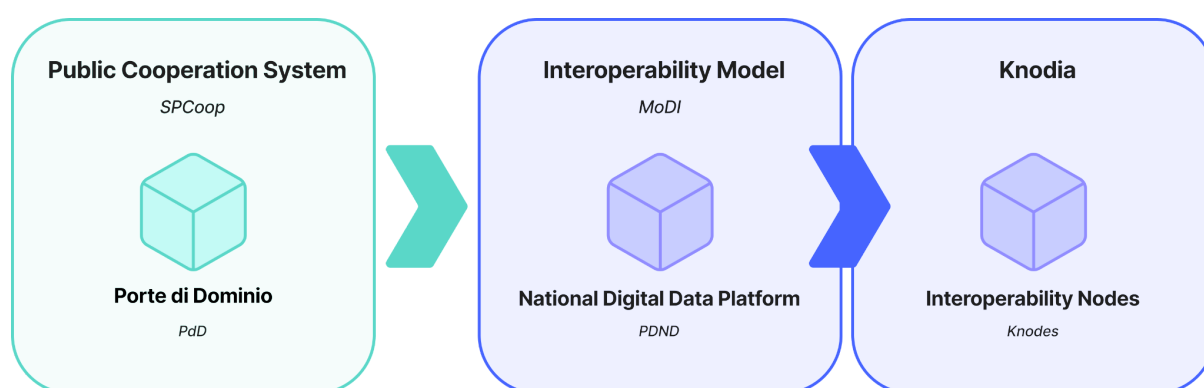 Public Cooperation System
SPCoop
Porte di Dominio
PdD
Interoperability Model
MoDI
National Digital Data Platform
PDND
Knodia
Interoperability Nodes
Knodes